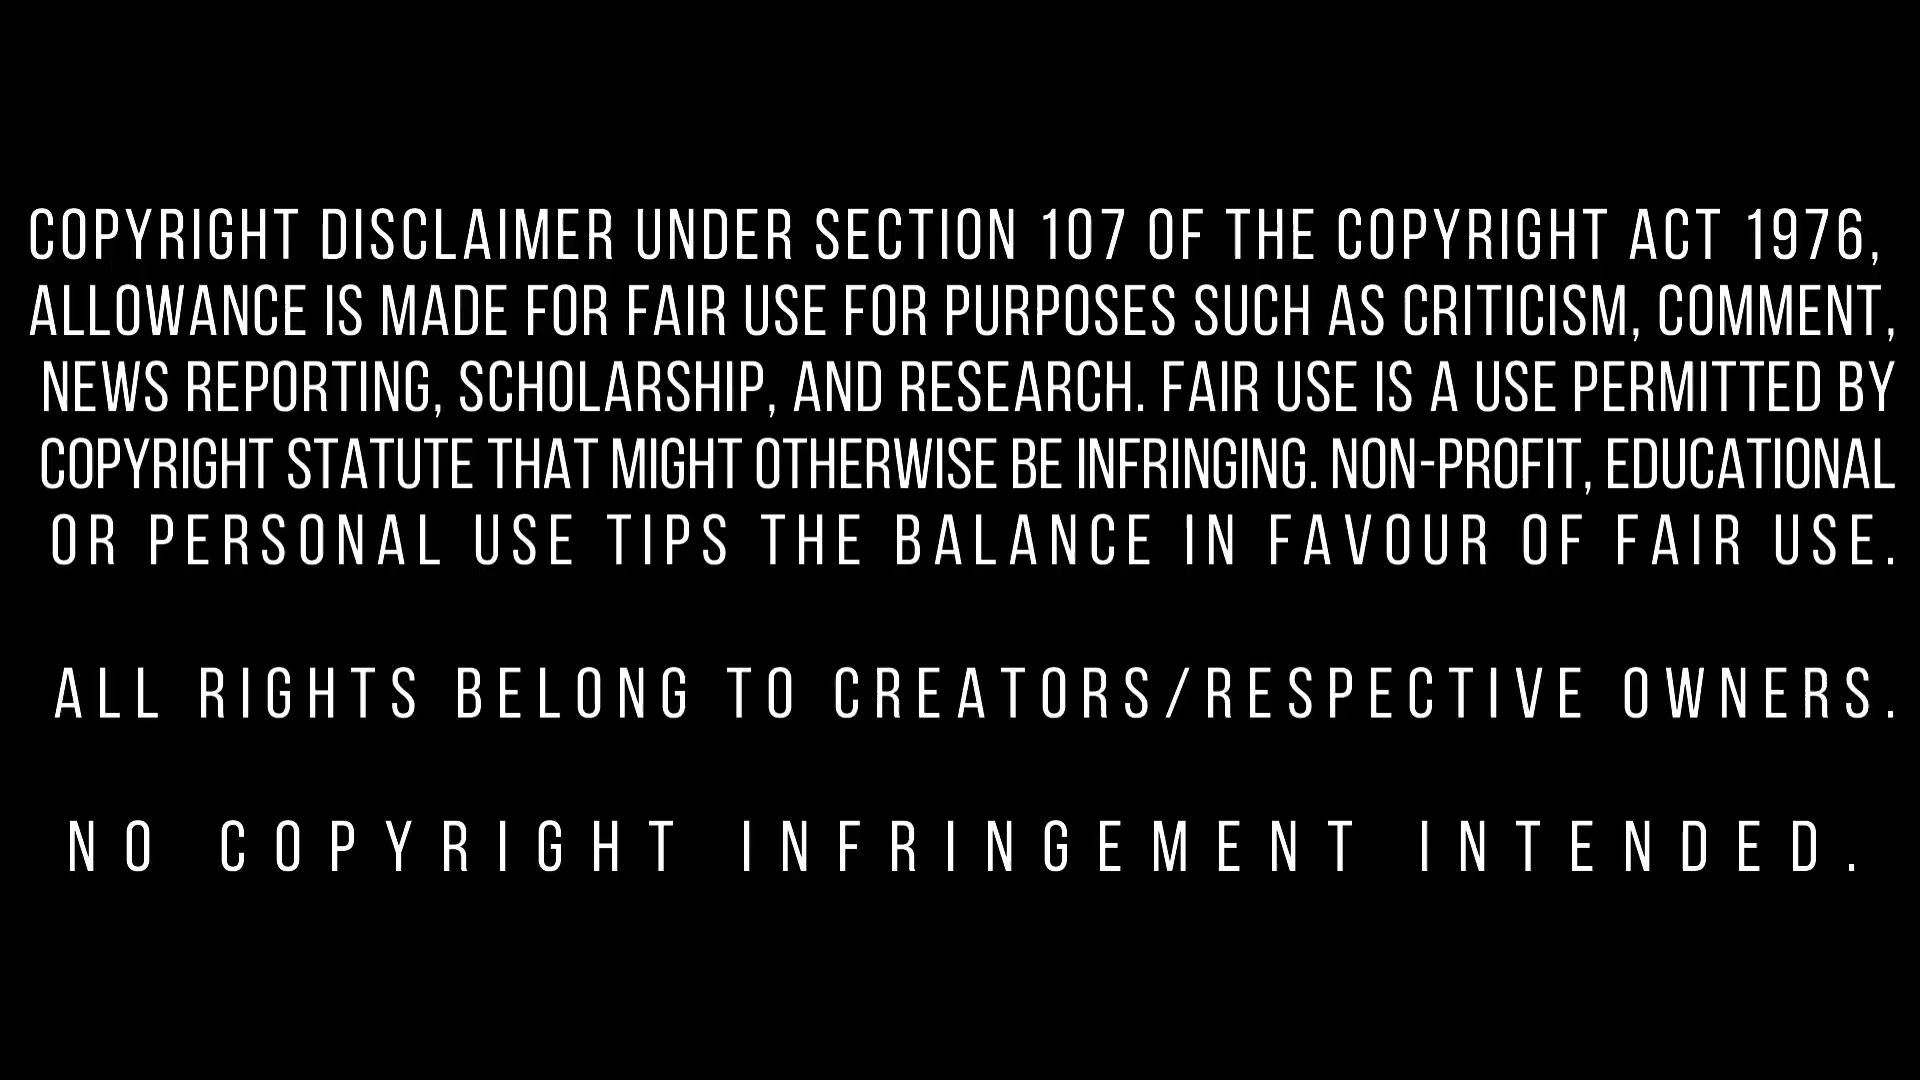 COPYRIGHT DISCLAIMER UNDER SECTION 107 OF THE COPYRIGHT ACT 1976,
ALLOWANCE IS MADE FOR FAIR USE FOR PURPOSES SUCH AS CRITICISM, COMMENT,
NEWS REPORTING, SCHOLARSHIP, AND RESEARCH. FAIR USE IS A USE PERMITTED BY
COPYRIGHT STATUTE THAT MIGHT OTHERWISE BE INFRINGING. NON-PROFIT, EDUCATIONAL
OR PERSONAL USE TIPS THE BALANCE IN FAVOUR OF FAIR USE.
ALL RIGHTS BELONG TO CREATORS/RESPECTIVE OWNERS.
NO COPYRIGHT INFRINGEMENT INTENDED.